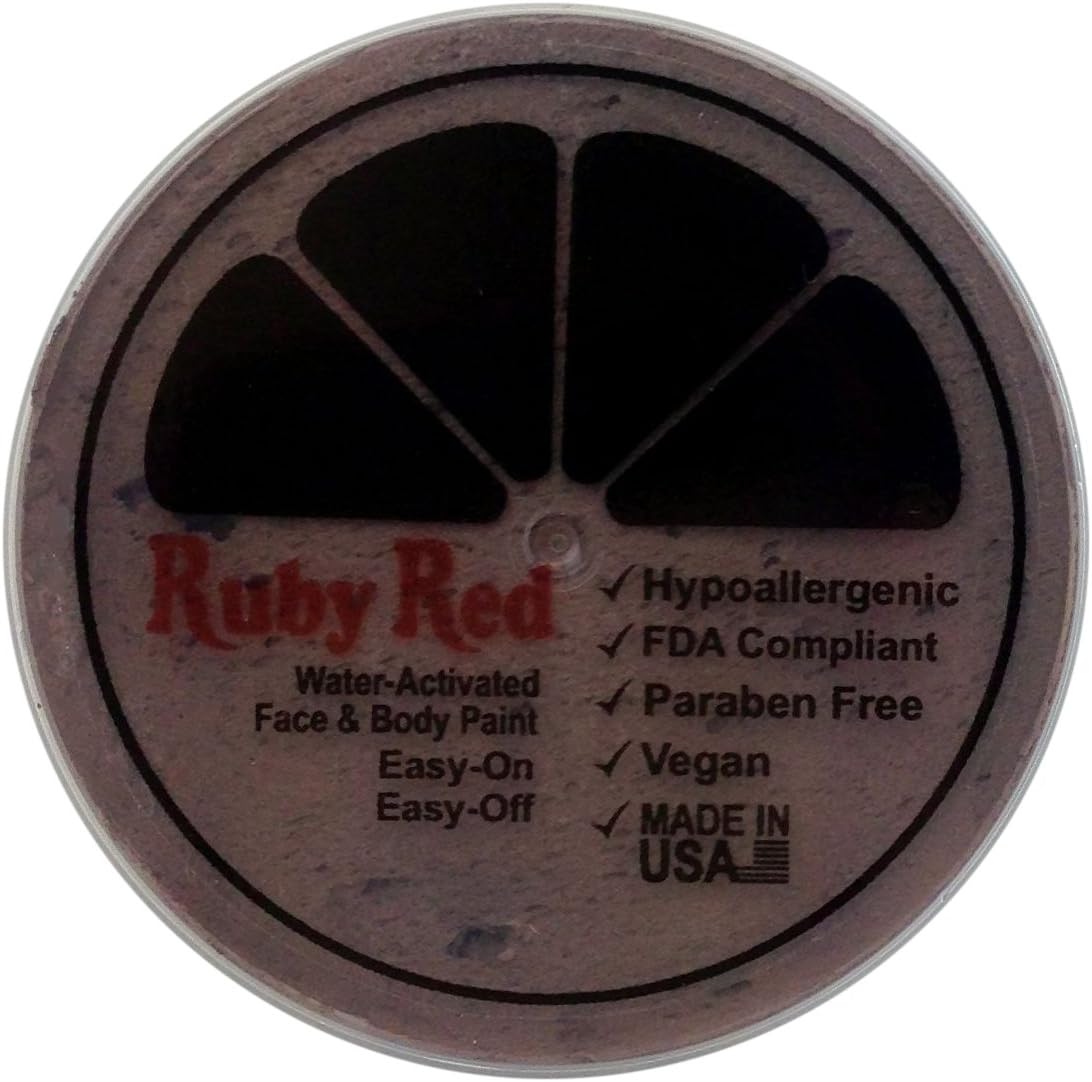 Ruby Red
Water-Activated
Face & Body Paint
Easy-On
Easy-Off
✓ Hypoallergenic
✓ FDA Compliant
✓ Paraben Free
✓ Vegan
✓ MADE IN
USA